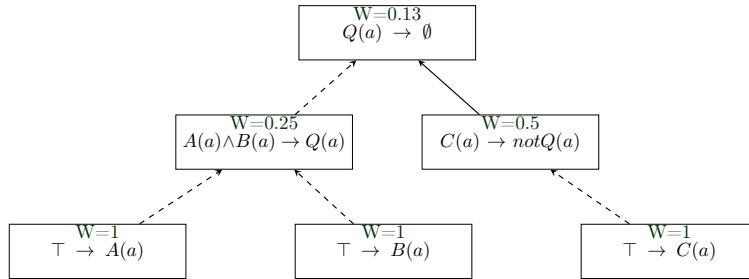 W=0.13
Q(a) → ∅
W=0.25
A(a)∧B(a) → Q(a)
W=0.5
C(a) → notQ(a)
W=1
⊤ → A(a)
W=1
⊤ → B(a)
W=1
⊤ → C(a)